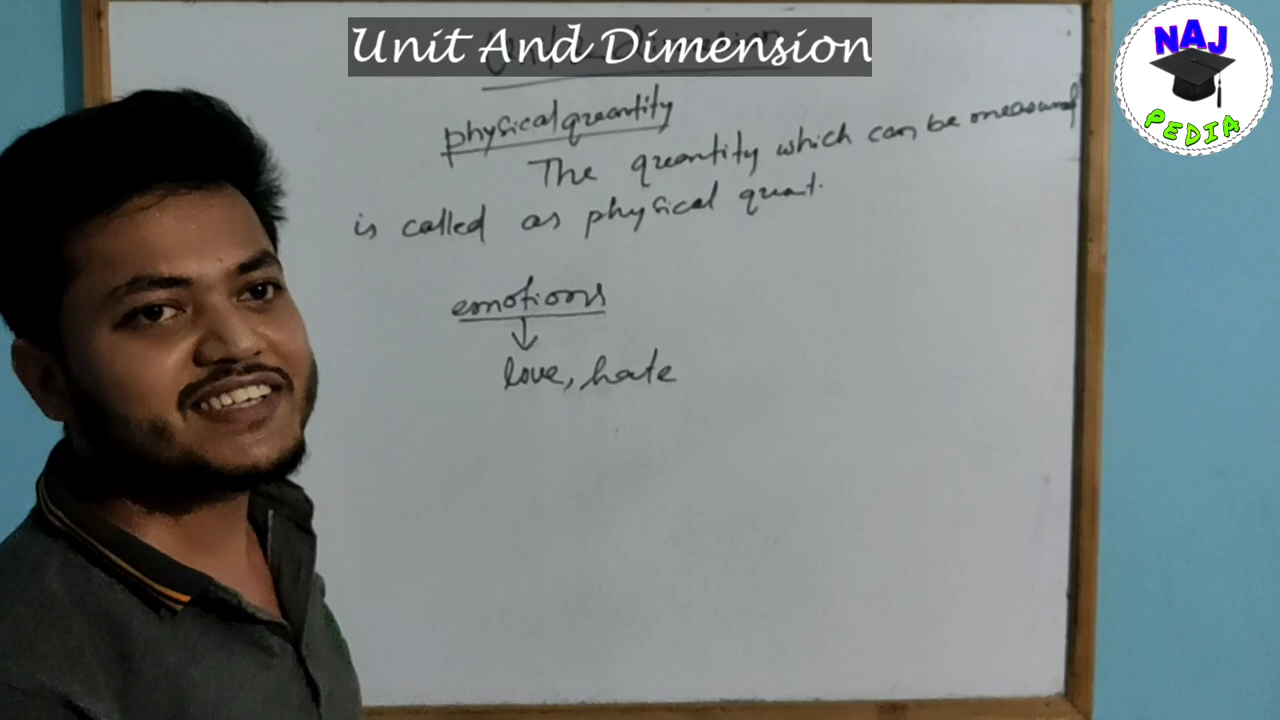 Unit And Dimension
NAJ
PEDIA
physical quantity
The quantity which can be measured
is called as physical quat.
emotions
love, hate